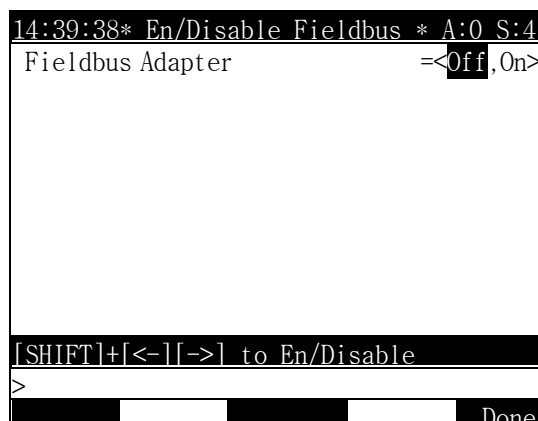 14:39:38* En/Disable Fieldbus * A:0 S:4
Fieldbus Adapter =<Off,On>
[SHIFT]+[<-][->] to En/Disable
>
Done